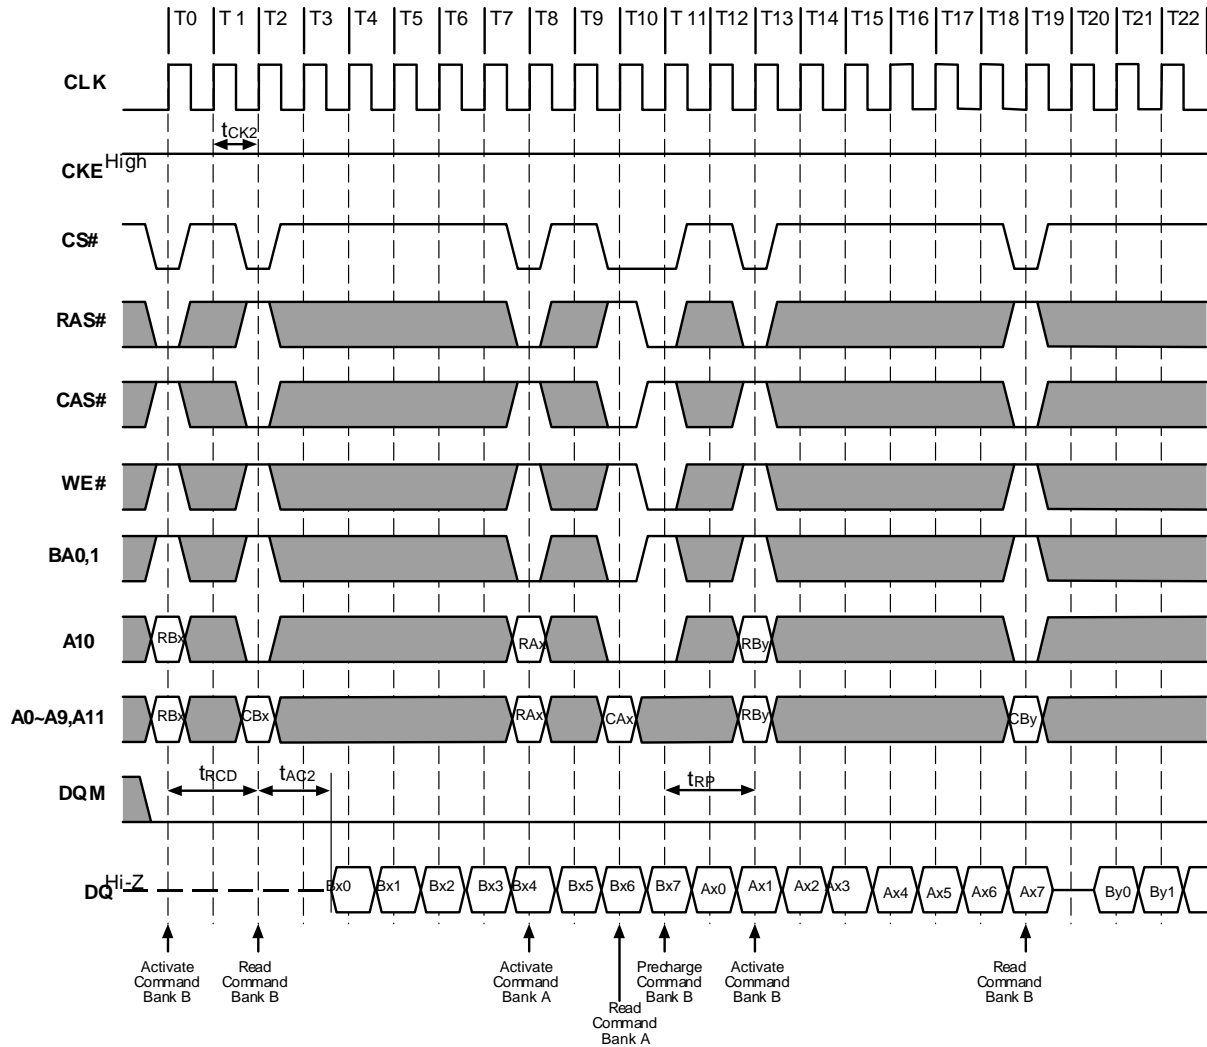 T0 T 1 T2 T3 T4 T5 T6 T7 T8 T9 T10 T 11 T12 T13 T14 T15 T16 T17 T18 T19 T20 T21 T22
CLK
tCK2
CKE High
CS#
RAS#
CAS#
WE#
BA0,1
A10 RBx RAx RBy
A0~A9,A11 RBx CBx RAx CAx RBy CBy
tRCD tAC2 tRP
DQM
DQ Hi-Z Bx0 Bx1 Bx2 Bx3 Bx4 Bx5 Bx6 Bx7 Ax0 Ax1 Ax2 Ax3 Ax4 Ax5 Ax6 Ax7 By0 By1
Activate
Command
Bank B
Read
Command
Bank B
Activate
Command
Bank A
Read
Command
Bank A
Precharge
Command
Bank B
Activate
Command
Bank B
Read
Command
Bank B